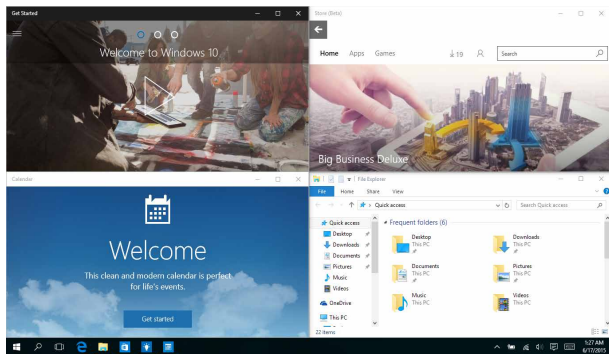 Get Started
Welcome to Windows 10
Store (Beta)
Home Apps Games 19 Search
Big Business Deluxe
Calendar
Welcome
This clean and modern calendar is perfect
for life's events.
Get started
File Explorer
File Home Share View
Quick access Search Quick access
Quick access
Desktop
Downloads
Documents
Pictures
Music
Videos
OneDrive
This PC
Frequent folders (6)
Desktop
This PC
Downloads
This PC
Documents
This PC
Pictures
This PC
Music
This PC
Videos
This PC
22 items
1:27 AM
6/17/2015